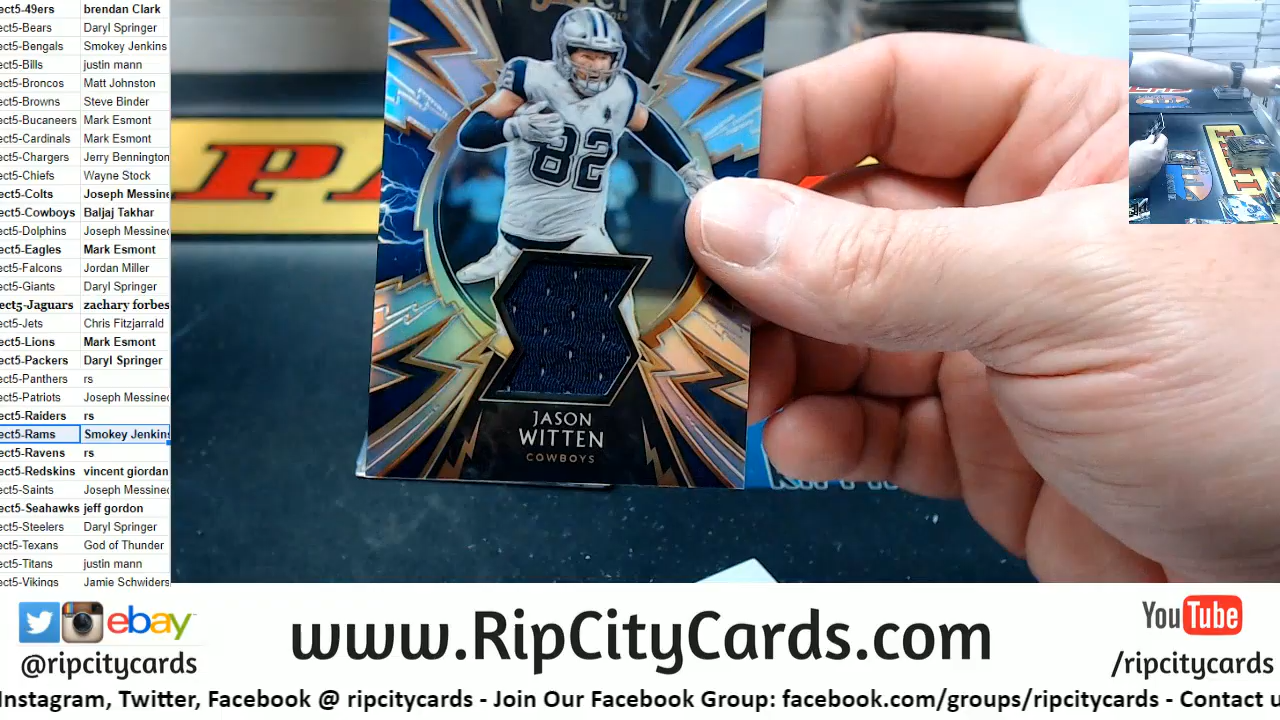 ect5-49ers brendan Clark
ect5-Bears Daryl Springer
ect5-Bengals Smokey Jenkins
ect5-Bills justin mann
ect5-Broncos Matt Johnston
ect5-Browns Steve Binder
ect5-Bucaneers Mark Esmont
ect5-Cardinals Mark Esmont
ect5-Chargers Jerry Bennington
ect5-Chiefs Wayne Stock
ect5-Colts Joseph Messine
ect5-Cowboys Baljaj Takhar
ect5-Dolphins Joseph Messinec
ect5-Eagles Mark Esmont
ect5-Falcons Jordan Miller
ect5-Giants Daryl Springer
ect5-Jaguars zachary forbes
ect5-Jets Chris Fitzjarrald
ect5-Lions Mark Esmont
ect5-Packers Daryl Springer
ect5-Panthers rs
ect5-Patriots Joseph Messinec
ect5-Raiders rs
ect5-Rams Smokey Jenkins
ect5-Ravens rs
ect5-Redskins vincent giordan
ect5-Saints Joseph Messinec
ect5-Seahawks jeff gordon
ect5-Steelers Daryl Springer
ect5-Texans God of Thunder
ect5-Titans justin mann
ect5-Vikings Jamie Schwiders
82
JASON
WITTEN
COWBOYS
ebay
@ripcitycards
www.RipCityCards.com
YouTube
/ripcitycards
Instagram, Twitter, Facebook @ ripcitycards - Join Our Facebook Group: facebook.com/groups/ripcitycards - Contact u